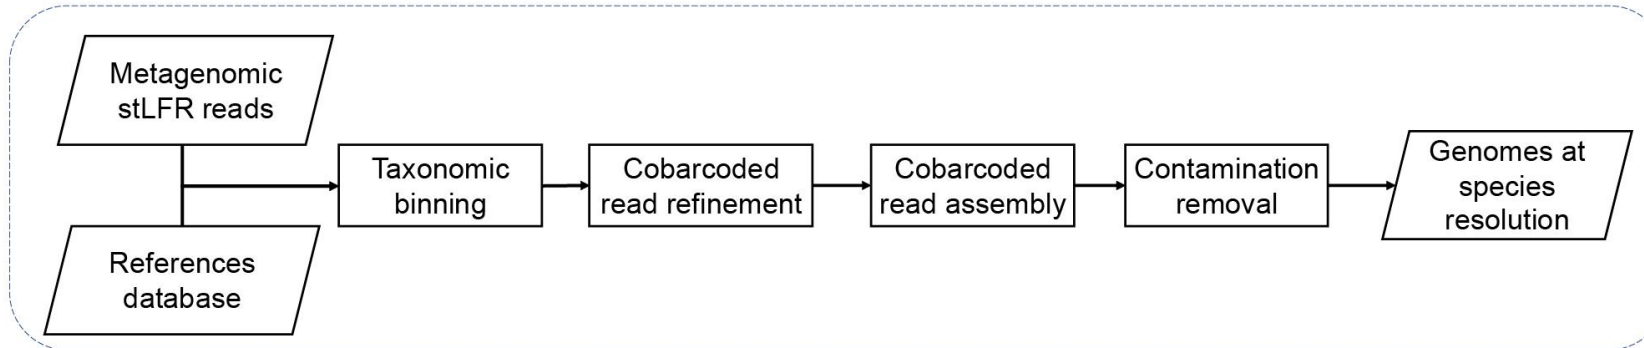 Metagenomic
stLFR reads
References
database
Taxonomic
binning
Cobarcoded
read refinement
Cobarcoded
read assembly
Contamination
removal
Genomes at
species
resolution